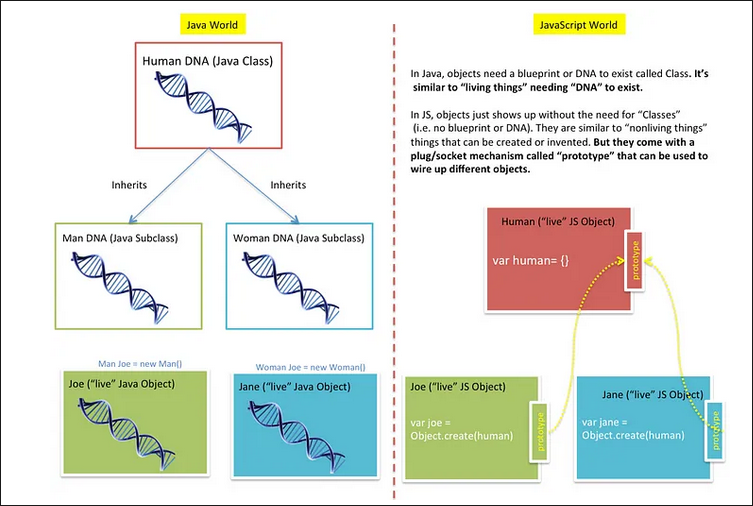 Java World
Human DNA (Java Class)
Inherits
Inherits
Man DNA (Java Subclass)
Woman DNA (Java Subclass)
Man Joe = new Man()
Woman Joe = new Woman()
Joe (“live” Java Object)
Jane (“live” Java Object)
JavaScript World
In Java, objects need a blueprint or DNA to exist called Class. It’s
similar to “living things” needing “DNA” to exist.
In JS, objects just shows up without the need for “Classes”
(i.e. no blueprint or DNA). They are similar to “nonliving things”
things that can be created or invented. But they come with a
plug/socket mechanism called “prototype” that can be used to
wire up different objects.
Human (“live” JS Object)
var human= {}
prototype
Joe (“live” JS Object)
var joe =
Object.create(human)
prototype
Jane (“live” JS Object)
var jane =
Object.create(human)
prototype